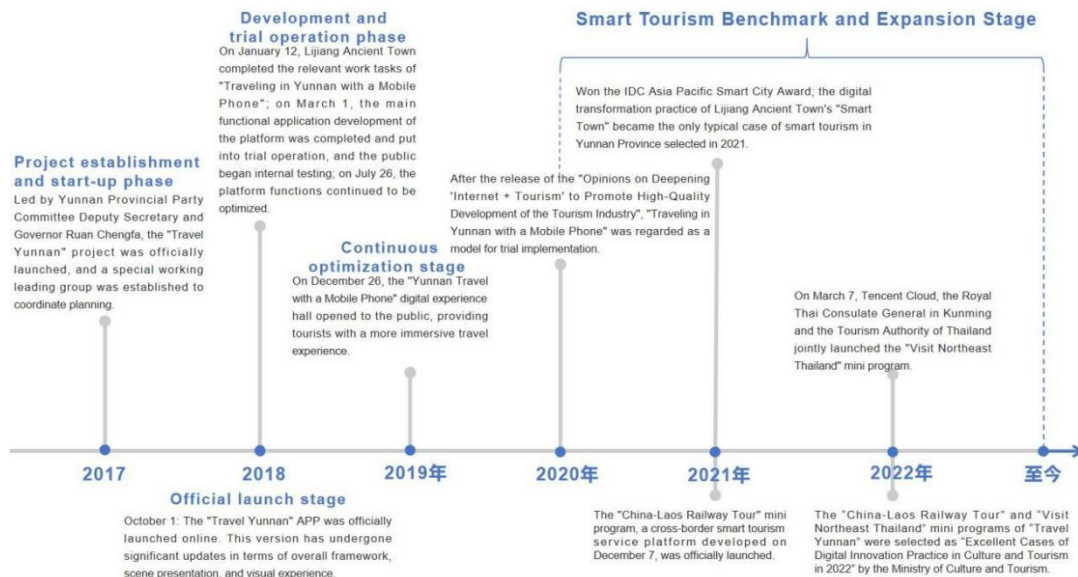 Project establishment
and start-up phase
Led by Yunnan Provincial Party
Committee Deputy Secretary and
Governor Ruan Chengfa, the "Travel
Yunnan" project was officially
launched, and a special working
leading group was established to
coordinate planning.
Development and
trial operation phase
On January 12, Lijiang Ancient Town
completed the relevant work tasks of
"Traveling in Yunnan with a Mobile
Phone"; on March 1, the main
functional application development of
the platform was completed and put
into trial operation, and the public
began internal testing; on July 26, the
platform functions continued to be
optimized.
Continuous
optimization stage
On December 26, the "Yunnan Travel
with a Mobile Phone" digital experience
hall opened to the public, providing
tourists with a more immersive travel
experience.
Smart Tourism Benchmark and Expansion Stage
After the release of the "Opinions on Deepening
'Internet + Tourism' to Promote High-Quality
Development of the Tourism Industry", "Traveling in
Yunnan with a Mobile Phone" was regarded as a
model for trial implementation.
Won the IDC Asia Pacific Smart City Award; the digital
transformation practice of Lijiang Ancient Town's "Smart
Town" became the only typical case of smart tourism in
Yunnan Province selected in 2021.
On March 7, Tencent Cloud, the Royal
Thai Consulate General in Kunming
and the Tourism Authority of Thailand
jointly launched the "Visit Northeast
Thailand" mini program.
2017
2018
2019年
2020年
2021年
2022年
至今
Official launch stage
October 1: The "Travel Yunnan" APP was officially
launched online. This version has undergone
significant updates in terms of overall framework,
scene presentation, and visual experience.
The "China-Laos Railway Tour" mini
program, a cross-border smart tourism
service platform developed on
December 7, was officially launched.
The "China-Laos Railway Tour" and "Visit
Northeast Thailand" mini programs of "Travel
Yunnan" were selected as "Excellent Cases of
Digital Innovation Practice in Culture and Tourism
in 2022" by the Ministry of Culture and Tourism.